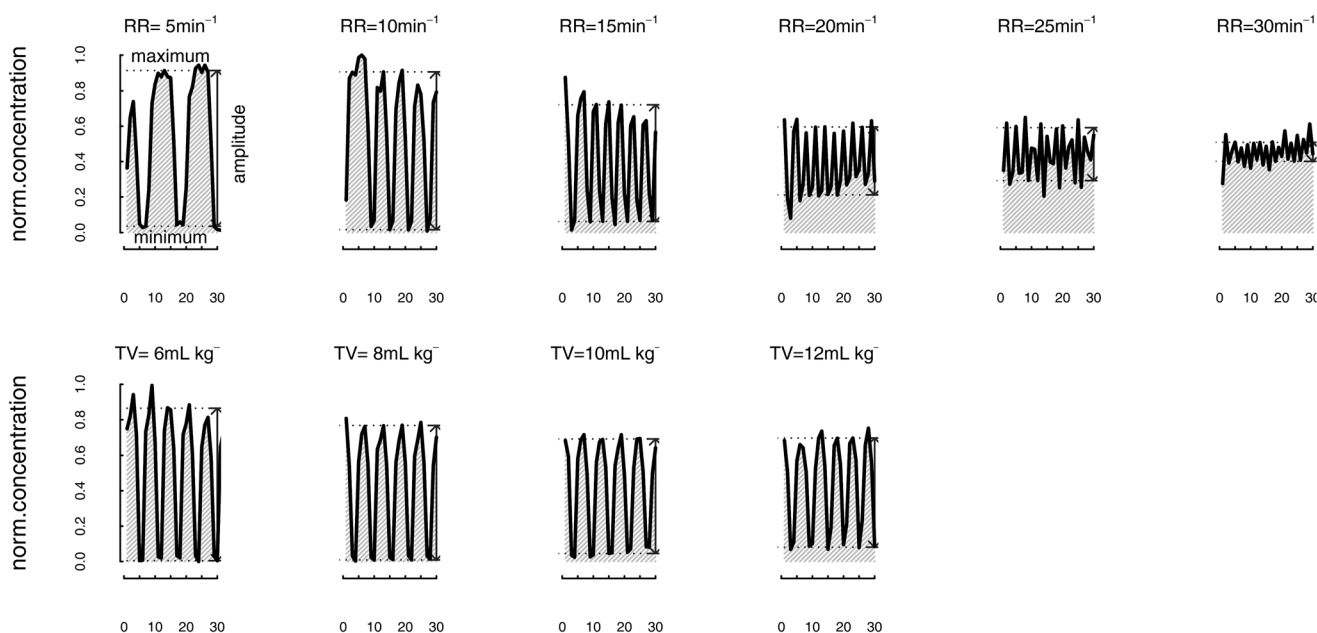 RR= 5min⁻¹ RR=10min⁻¹ RR=15min⁻¹ RR=20min⁻¹ RR=25min⁻¹ RR=30min⁻¹
norm.concentration
0.0 0.2 0.4 0.6 0.8 1.0
maximum
amplitude
minimum
0 10 20 30 0 10 20 30 0 10 20 30 0 10 20 30 0 10 20 30 0 10 20 30
TV= 6mL kg⁻ TV= 8mL kg⁻ TV=10mL kg⁻ TV=12mL kg⁻
norm.concentration
0.0 0.2 0.4 0.6 0.8 1.0
0 10 20 30 0 10 20 30 0 10 20 30 0 10 20 30